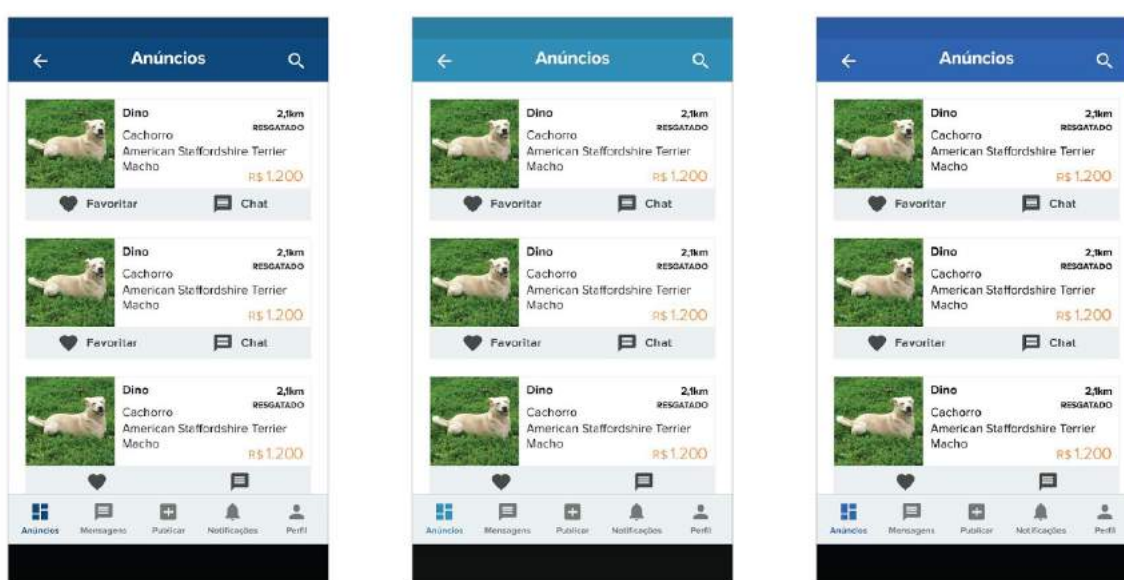 Anúncios
Dino 2,1km
RESGATADO
Cachorro
American Staffordshire Terrier
Macho
R$ 1.200
Favoritar Chat
Dino 2,1km
RESGATADO
Cachorro
American Staffordshire Terrier
Macho
R$ 1.200
Favoritar Chat
Dino 2,1km
RESGATADO
Cachorro
American Staffordshire Terrier
Macho
R$ 1.200
Anúncios Mensagens Publicar Notificações Perfil
Anúncios
Dino 2,1km
RESGATADO
Cachorro
American Staffordshire Terrier
Macho
R$ 1.200
Favoritar Chat
Dino 2,1km
RESGATADO
Cachorro
American Staffordshire Terrier
Macho
R$ 1.200
Favoritar Chat
Dino 2,1km
RESGATADO
Cachorro
American Staffordshire Terrier
Macho
R$ 1.200
Anúncios Mensagens Publicar Notificações Perfil
Anúncios
Dino 2,1km
RESGATADO
Cachorro
American Staffordshire Terrier
Macho
R$ 1.200
Favoritar Chat
Dino 2,1km
RESGATADO
Cachorro
American Staffordshire Terrier
Macho
R$ 1.200
Favoritar Chat
Dino 2,1km
RESGATADO
Cachorro
American Staffordshire Terrier
Macho
R$ 1.200
Anúncios Mensagens Publicar Notificações Perfil